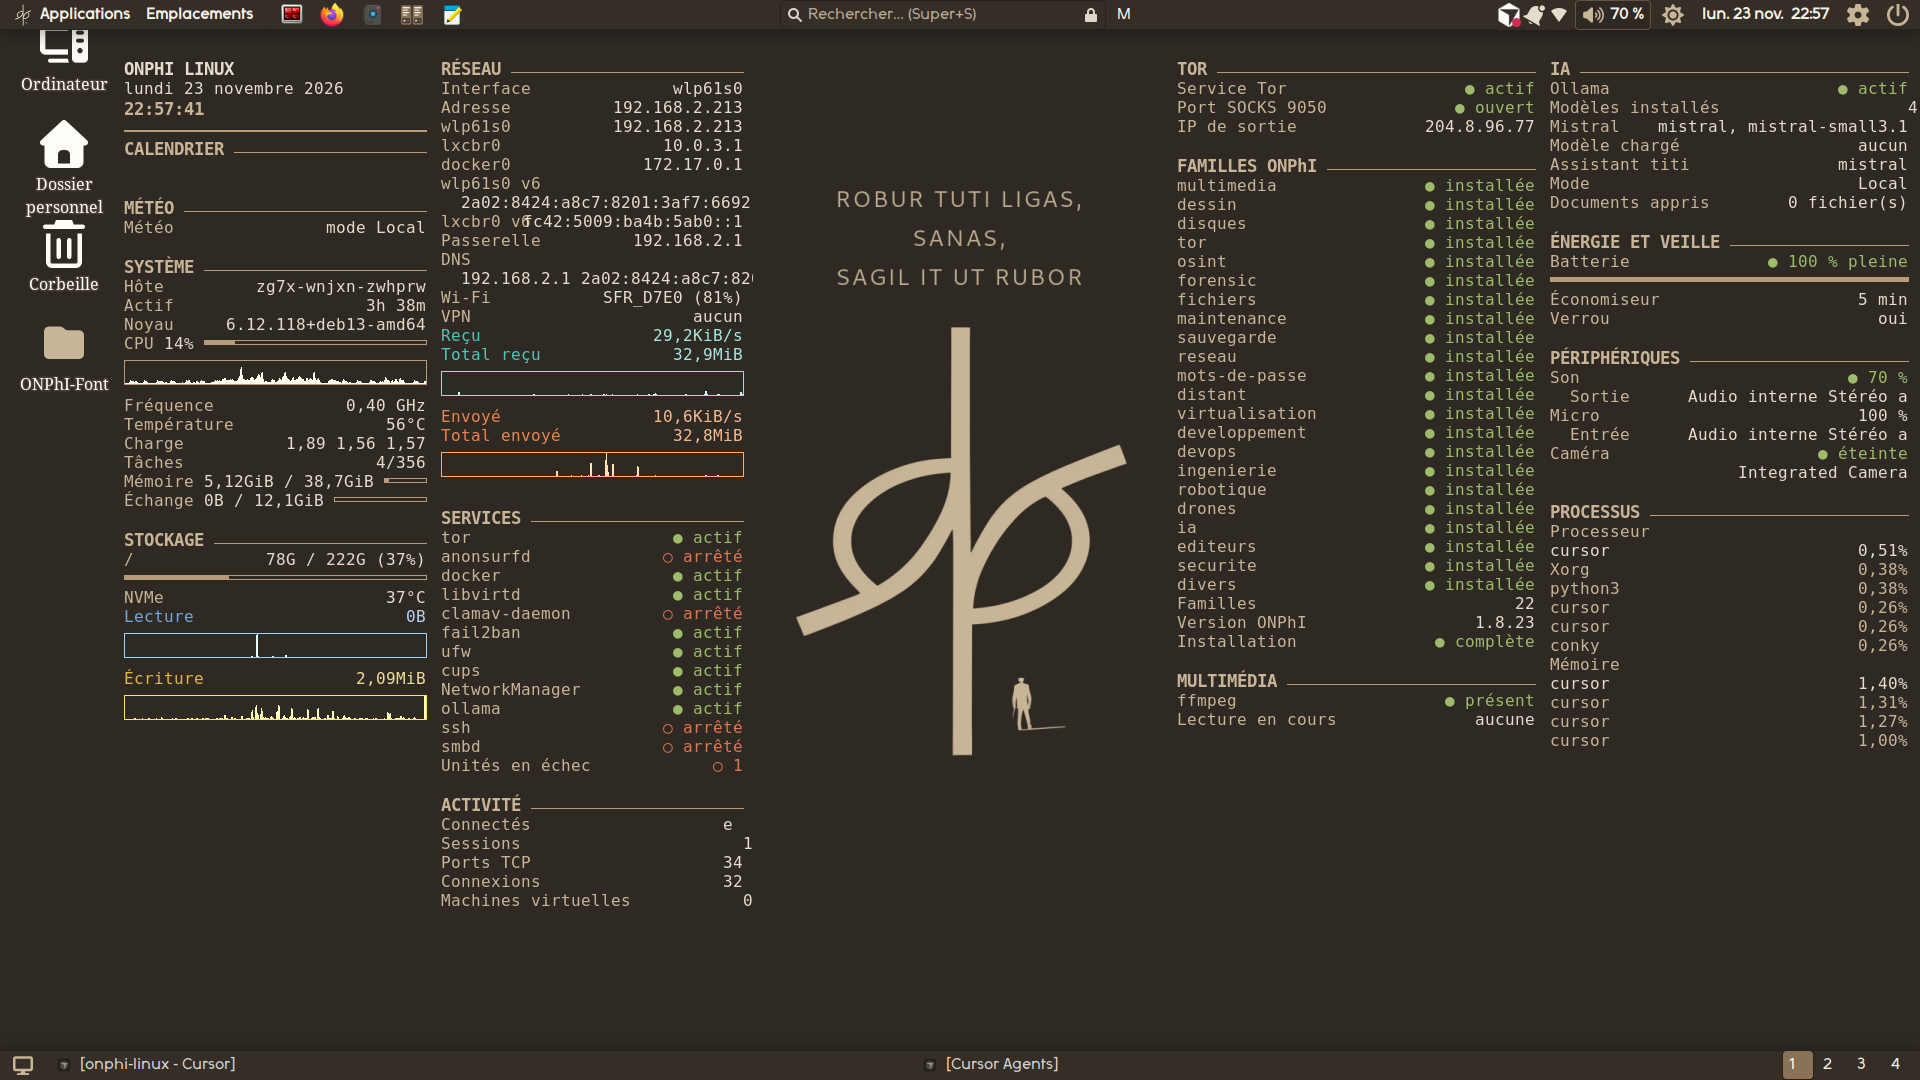 Applications
Emplacements
Rechercher... (Super+S)
M
70 %
lun. 23 nov. 22:57
Ordinateur
Dossier
personnel
Corbeille
ONPhI-Font
ONPHI LINUX
lundi 23 novembre 2026
22:57:41
CALENDRIER
MÉTÉO
Météo mode Local
SYSTÈME
Hôte zg7x-wnjxn-zwhprw
Actif 3h 38m
Noyau 6.12.118+deb13-amd64
CPU 14%
Fréquence 0,40 GHz
Température 56°C
Charge 1,89 1,56 1,57
Tâches 4/356
Mémoire 5,12GiB / 38,7GiB
Échange 0B / 12,1GiB
STOCKAGE
/ 78G / 222G (37%)
NVMe 37°C
Lecture 0B
Écriture 2,09MiB
RÉSEAU
Interface wlp61s0
Adresse 192.168.2.213
wlp61s0 192.168.2.213
lxcbr0 10.0.3.1
docker0 172.17.0.1
wlp61s0 v6
2a02:8424:a8c7:8201:3af7:6692
lxcbr0 v6 fc42:5009:ba4b:5ab0::1
Passerelle 192.168.2.1
DNS
192.168.2.1 2a02:8424:a8c7:820
Wi-Fi SFR_D7E0 (81%)
VPN aucun
Reçu 29,2KiB/s
Total reçu 32,9MiB
Envoyé 10,6KiB/s
Total envoyé 32,8MiB
SERVICES
tor ● actif
anonsurfd ○ arrêté
docker ● actif
libvirtd ● actif
clamav-daemon ○ arrêté
fail2ban ● actif
ufw ● actif
cups ● actif
NetworkManager ● actif
ollama ● actif
ssh ○ arrêté
smbd ○ arrêté
Unités en échec ○ 1
ACTIVITÉ
Connectés e
Sessions 1
Ports TCP 34
Connexions 32
Machines virtuelles 0
ROBUR TUTI LIGAS,
SANAS,
SAGIL IT UT RUBOR
TOR
Service Tor ● actif
Port SOCKS 9050 ● ouvert
IP de sortie 204.8.96.77
FAMILLES ONPhI
multimedia ● installée
dessin ● installée
disques ● installée
tor ● installée
osint ● installée
forensic ● installée
fichiers ● installée
maintenance ● installée
sauvegarde ● installée
reseau ● installée
mots-de-passe ● installée
distant ● installée
virtualisation ● installée
developpement ● installée
devops ● installée
ingenierie ● installée
robotique ● installée
drones ● installée
ia ● installée
editeurs ● installée
securite ● installée
divers ● installée
Familles 22
Version ONPhI 1.8.23
Installation ● complète
MULTIMÉDIA
ffmpeg ● présent
Lecture en cours aucune
IA
Ollama ● actif
Modèles installés 4
Mistral mistral, mistral-small3.1
Modèle chargé aucun
Assistant titi mistral
Mode Local
Documents appris 0 fichier(s)
ÉNERGIE ET VEILLE
Batterie ● 100 % pleine
Économiseur 5 min
Verrou oui
PÉRIPHÉRIQUES
Son ● 70 %
Sortie Audio interne Stéréo a
Micro 100 %
Entrée Audio interne Stéréo a
Caméra ● éteinte
Integrated Camera
PROCESSUS
Processeur
cursor 0,51%
Xorg 0,38%
python3 0,38%
cursor 0,26%
cursor 0,26%
conky 0,26%
Mémoire
cursor 1,40%
cursor 1,31%
cursor 1,27%
cursor 1,00%
[onphi-linux - Cursor]
[Cursor Agents]
1 2 3 4